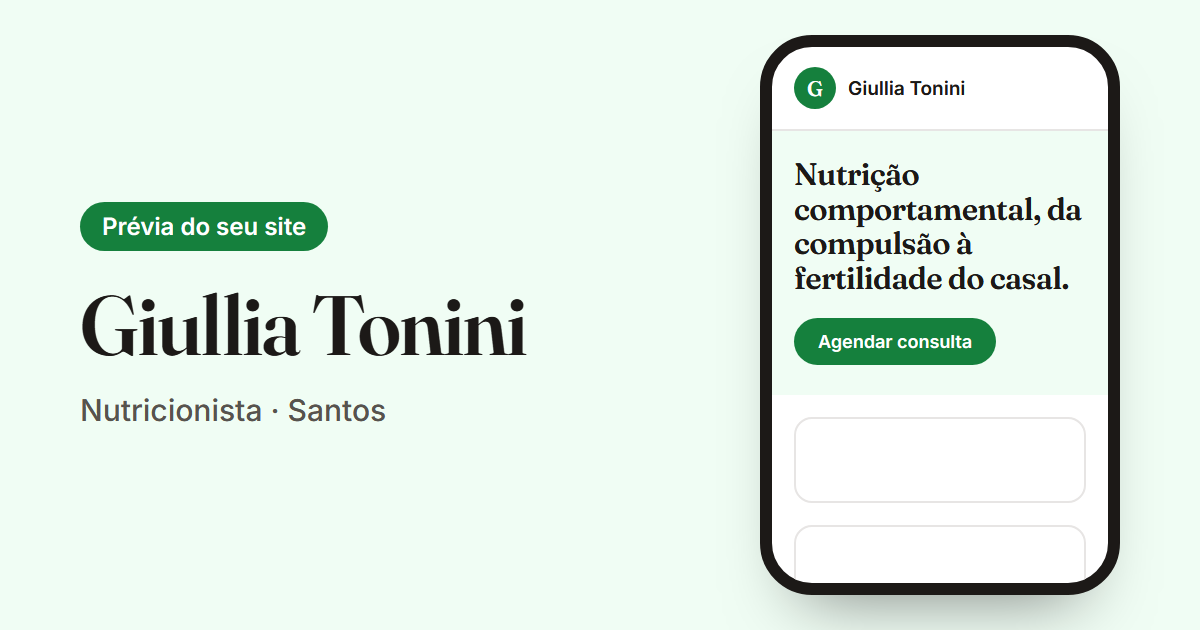 Prévia do seu site
Giullia Tonini
Nutricionista · Santos
G
Giullia Tonini
Nutrição
comportamental, da
compulsão à
fertilidade do casal.
Agendar consulta